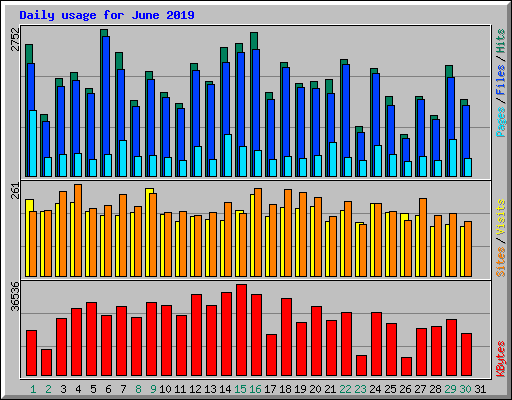 Daily usage for June 2019
2752
Pages / Files / Hits
261
Sites / Visits
36536
KBytes
1 2 3 4 5 6 7 8 9 10 11 12 13 14 15 16 17 18 19 20 21 22 23 24 25 26 27 28 29 30 31